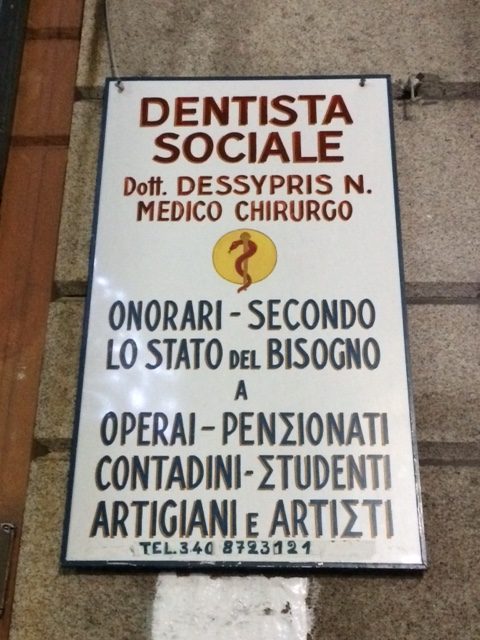 DENTISTA
SOCIALE
Dott. DESSYPRIS N.
MEDICO CHIRURGO
ONORARI - SECONDO
LO STATO DEL BISOGNO
A
OPERAI - PENΣIONATI
CONTADINI - ΣTUDENTI
ARTIGIANI E ARTIΣTI
TEL.340 8723121